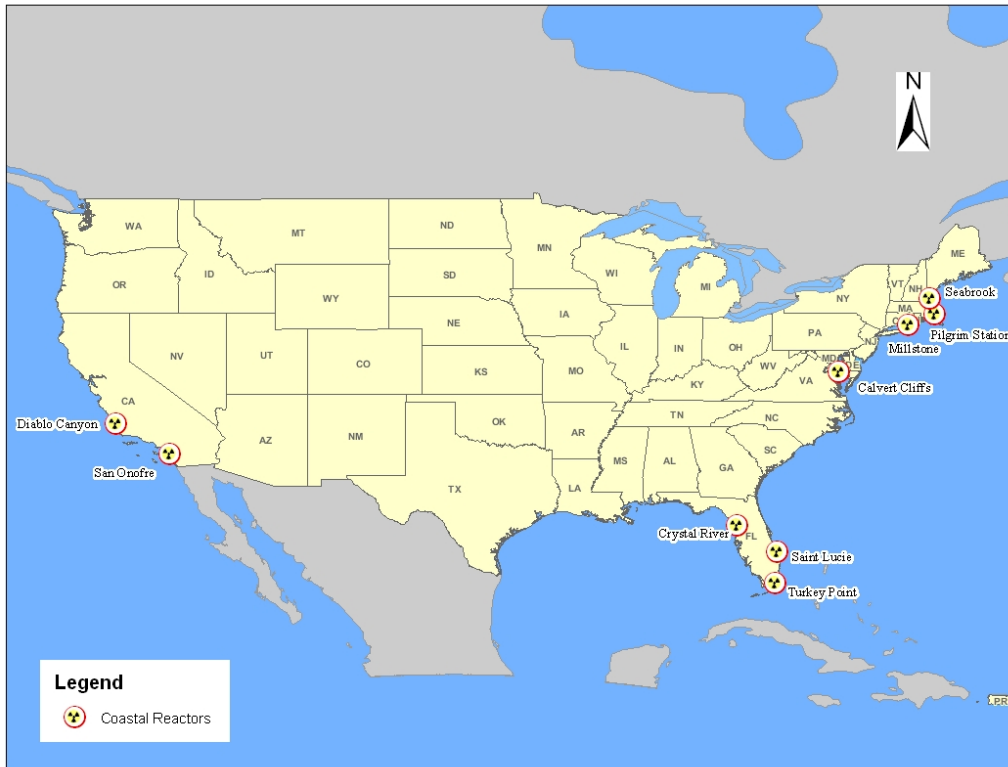 N
WA
MT
ND
MN
ME
OR
ID
SD
WI
MI
VT
NH
Seabrook
WY
NY
MA
Pilgrim Station
Millstone
NE
IA
PA
NJ
NV
UT
CO
KS
IL
IN
OH
MO
WV
MD
VA
Calvert Cliffs
KY
CA
Diablo Canyon
San Onofre
AZ
NM
OK
AR
TN
NC
SC
MS
AL
GA
TX
LA
Crystal River
FL
Saint Lucie
Turkey Point
Legend
Coastal Reactors
PR